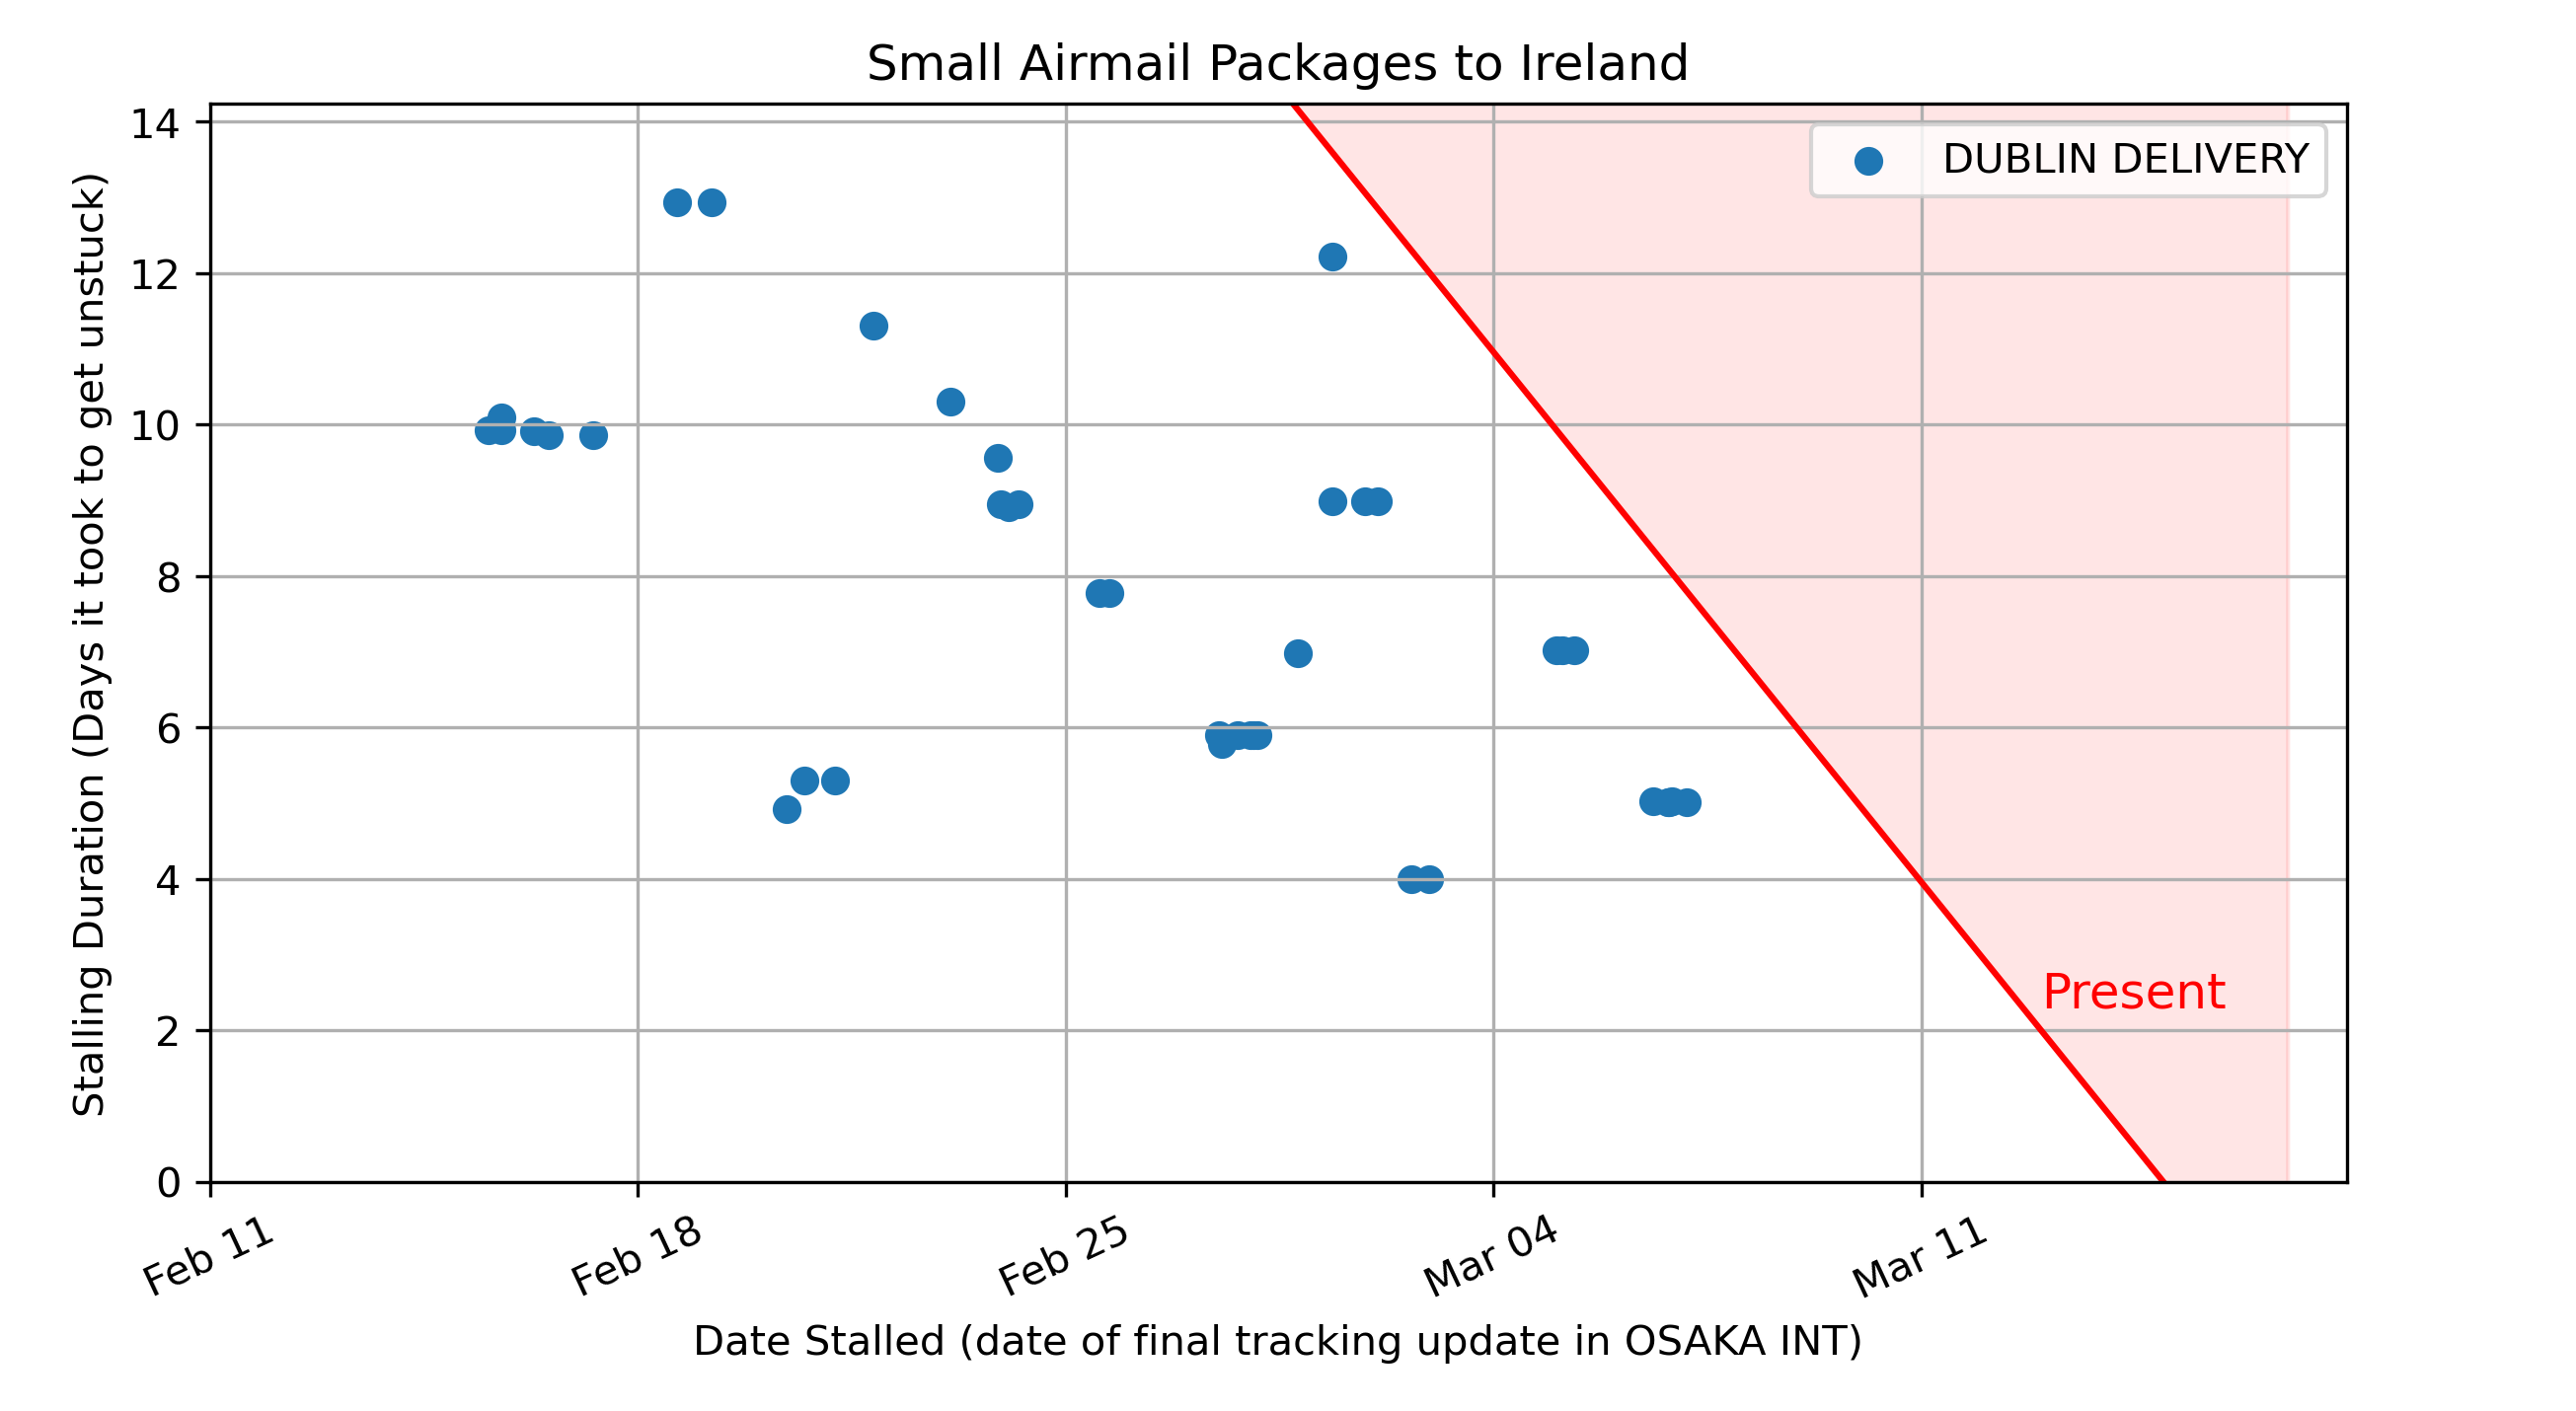 Small Airmail Packages to Ireland
DUBLIN DELIVERY
Stalling Duration (Days it took to get unstuck)
14
12
10
8
6
4
2
0
Present
Feb 11
Feb 18
Feb 25
Mar 04
Mar 11
Date Stalled (date of final tracking update in OSAKA INT)